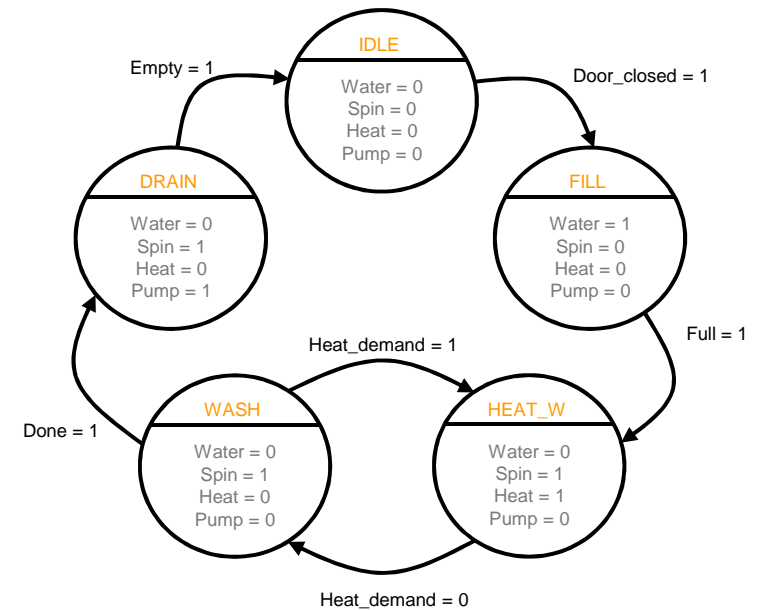 IDLE
Water = 0
Spin = 0
Heat = 0
Pump = 0
Empty = 1
Door_closed = 1
DRAIN
Water = 0
Spin = 1
Heat = 0
Pump = 1
FILL
Water = 1
Spin = 0
Heat = 0
Pump = 0
Full = 1
Heat_demand = 1
WASH
Water = 0
Spin = 1
Heat = 0
Pump = 0
HEAT_W
Water = 0
Spin = 1
Heat = 1
Pump = 0
Done = 1
Heat_demand = 0